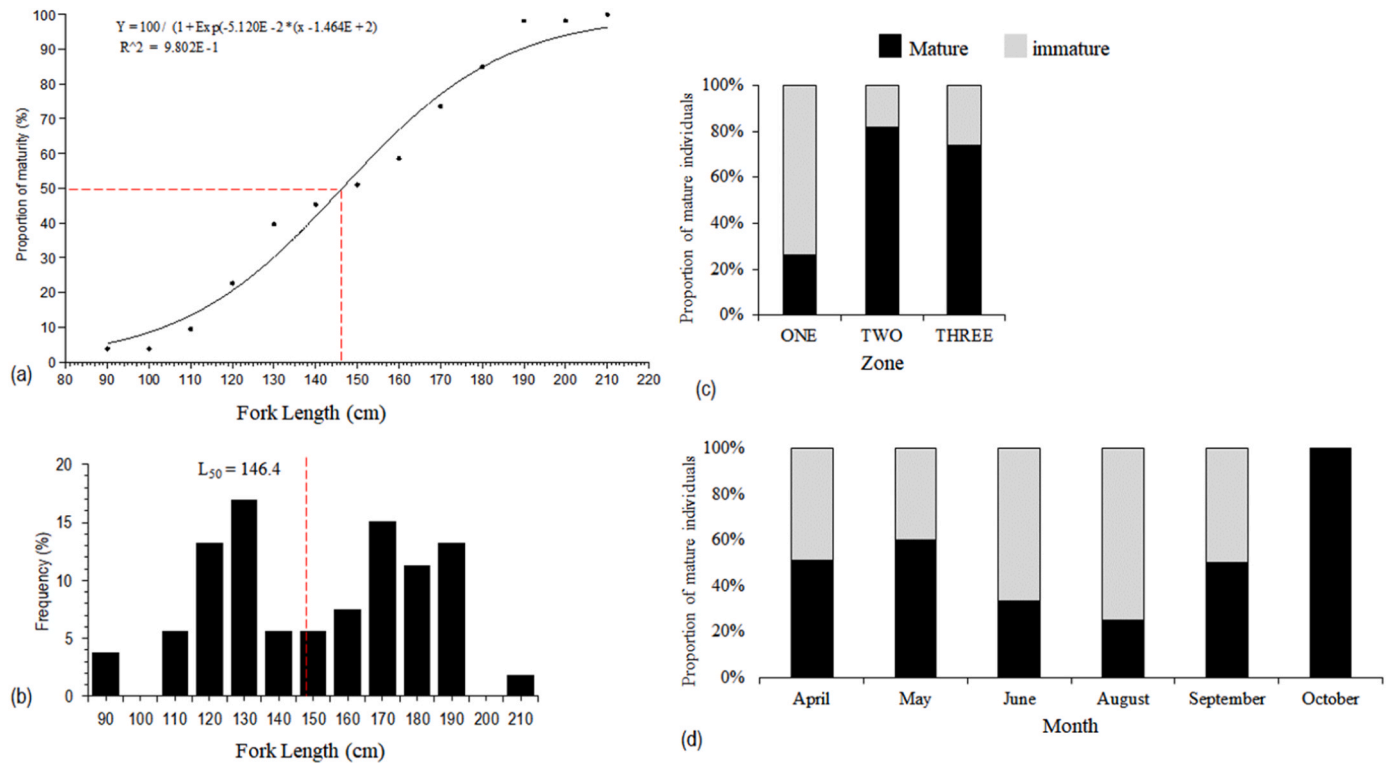 Y = 100 / (1+Exp(-5.120E -2*(x -1.464E + 2)
R^2 = 9.802E -1
Proportion of maturity (%)
100
90
80
70
60
50
40
30
20
10
0
80 90 100 110 120 130 140 150 160 170 180 190 200 210 220
Fork Length (cm)
(a)
L50 = 146.4
Frequency (%)
20
15
10
5
0
90 100 110 120 130 140 150 160 170 180 190 200 210
Fork Length (cm)
(b)
Mature immature
Proportion of mature individuals
100%
80%
60%
40%
20%
0%
ONE TWO THREE
Zone
(c)
Proportion of mature individuals
100%
80%
60%
40%
20%
0%
April May June August September October
Month
(d)